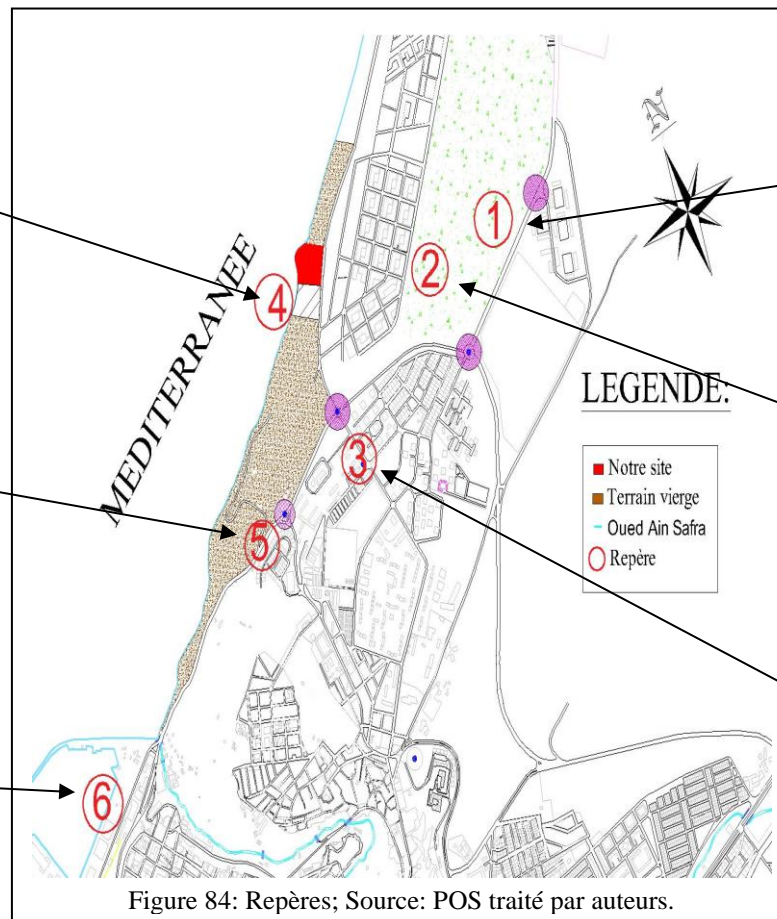 N
①
②
MEDITERRANEE
④
LEGENDE:
③
Notre site
Terrain vierge
Oued Ain Safra
Repère
⑤
⑥
Figure 84: Repères; Source: POS traité par auteurs.